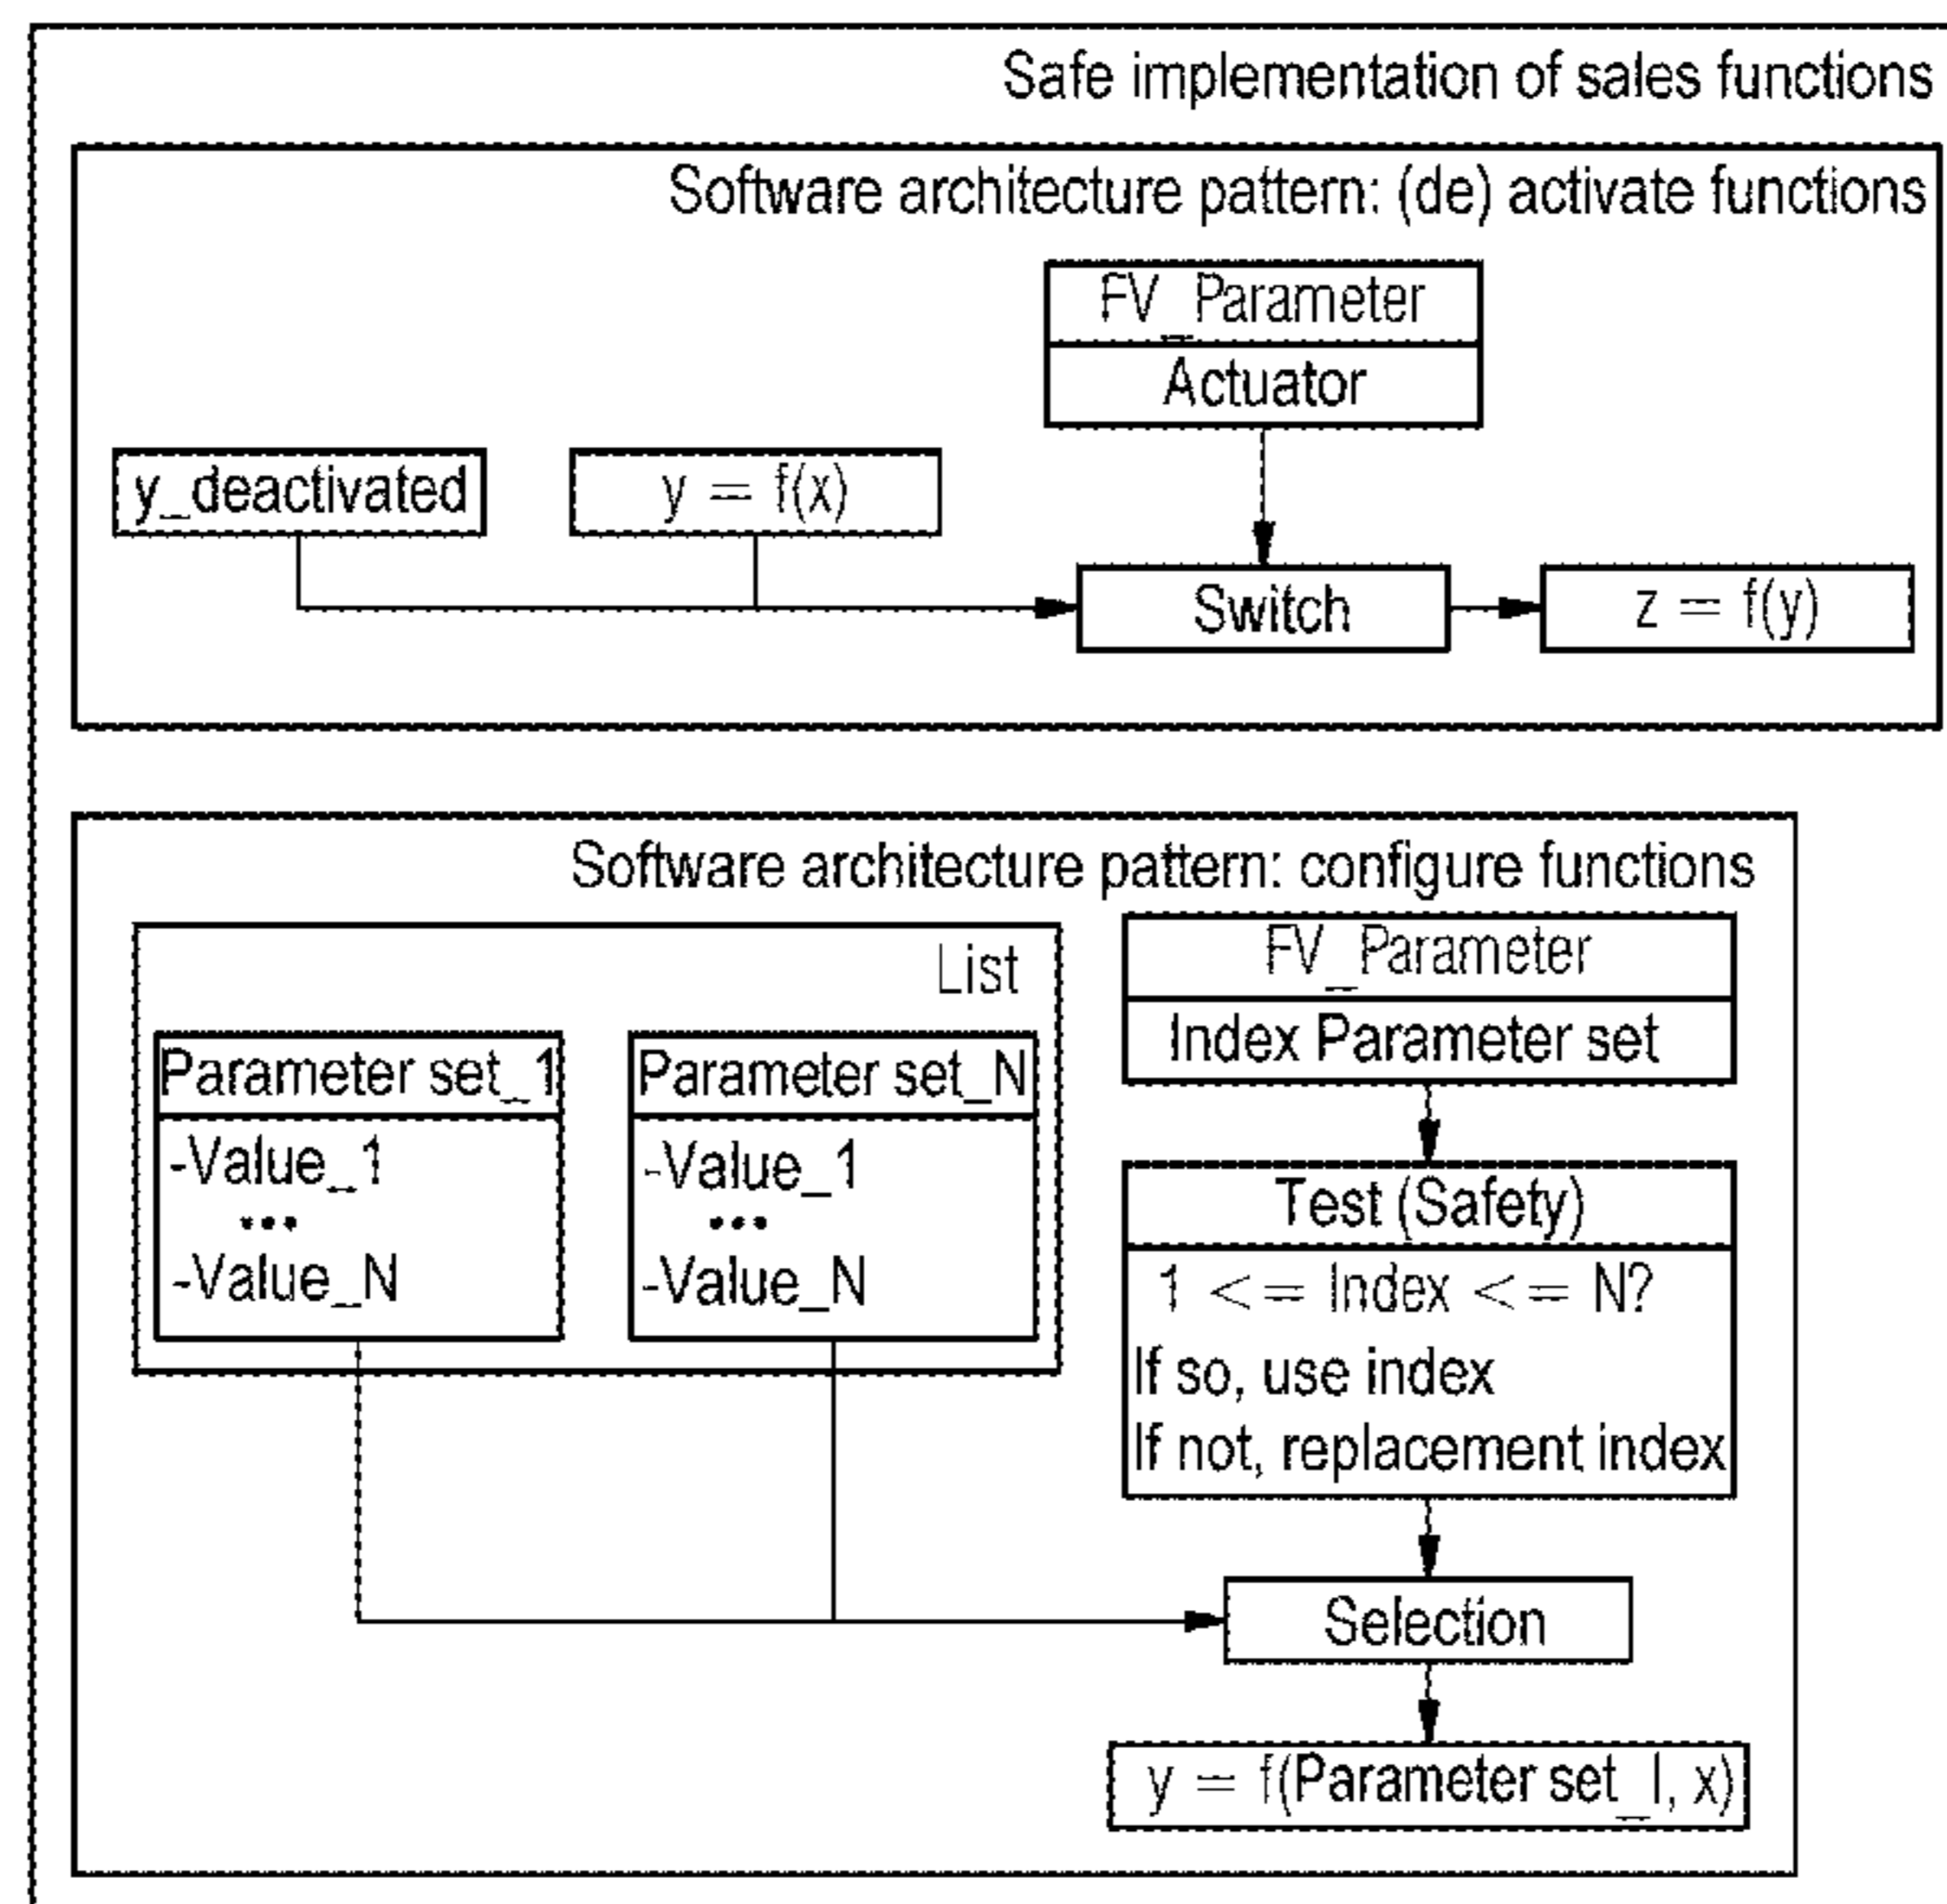 Safe implementation of sales functions
Software architecture pattern: (de) activate functions
FV_Parameter
Actuator
y_deactivated
y = f(x)
Switch
z = f(y)
Software architecture pattern: configure functions
List
Parameter set_1
-Value_1
...
-Value_N
Parameter set_N
-Value_1
...
-Value_N
FV_Parameter
Index Parameter set
Test (Safety)
1 <= Index <= N?
If so, use index
If not, replacement index
Selection
y = f(Parameter set_I, x)